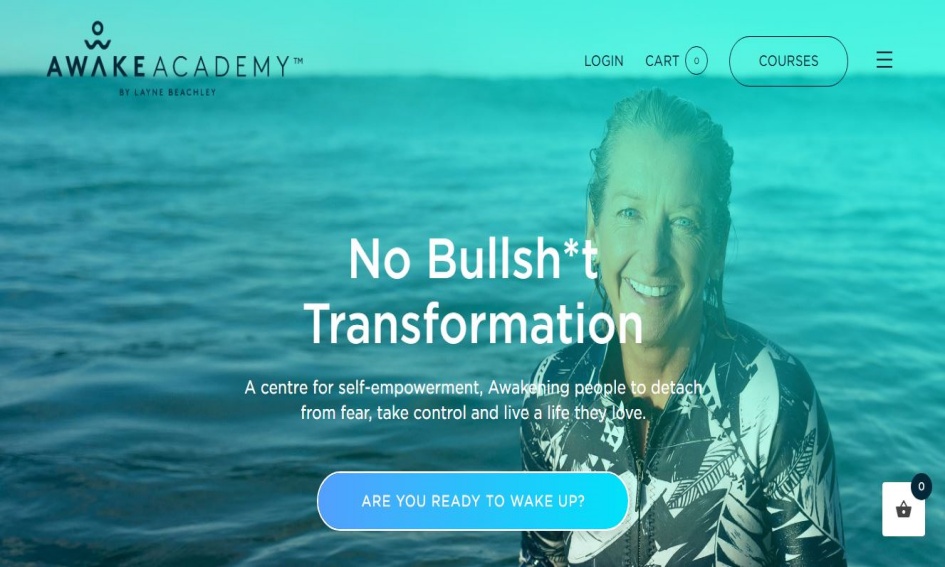 AWAKE ACADEMY™
BY LAYNE BEACHLEY
LOGIN
CART 0
COURSES
No Bullsh*t
Transformation
A centre for self-empowerment, Awakening people to detach
from fear, take control and live a life they love.
ARE YOU READY TO WAKE UP?
0